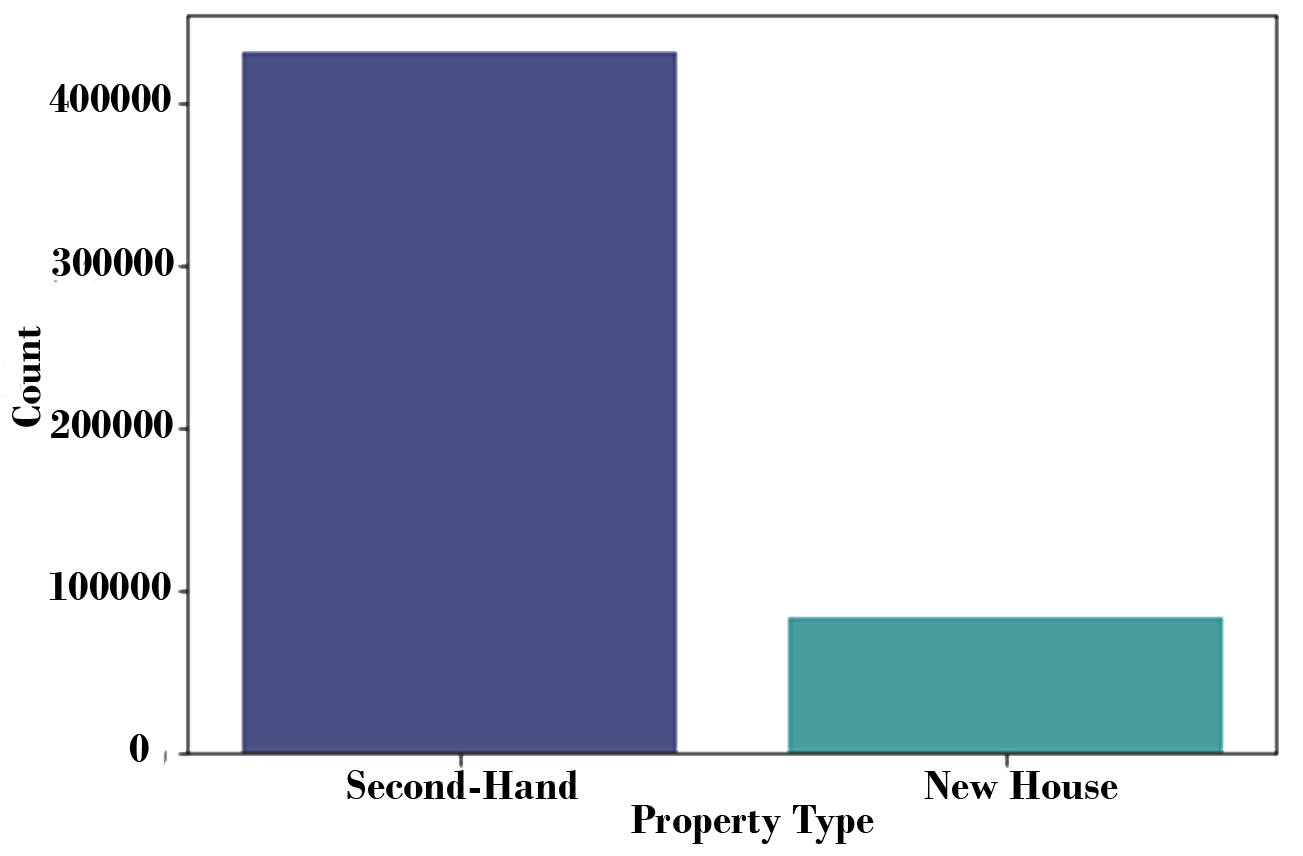 400000
300000
200000
100000
0
Count
Second-Hand
New House
Property Type